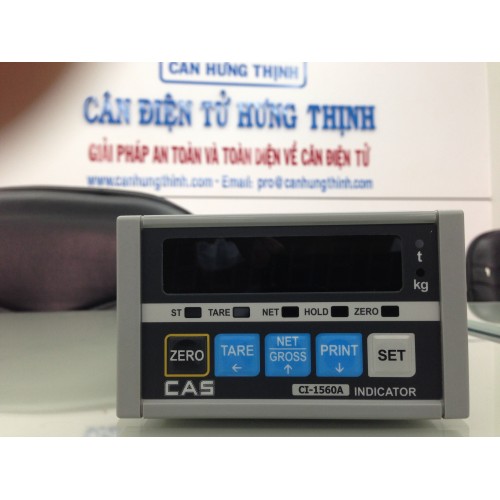 CAN HƯNG THỊNH
CÂN ĐIỆN TỬ HƯNG THỊNH
GIẢI PHÁP AN TOÀN VÀ TOÀN DIỆN VỀ CÂN ĐIỆN TỬ
www.canhungthinh.com - Email: pro@canhungthinh.com
t
kg
ST TARE NET HOLD ZERO
ZERO TARE ← NET GROSS ↑ PRINT ↓ SET
CAS CI-1560A INDICATOR